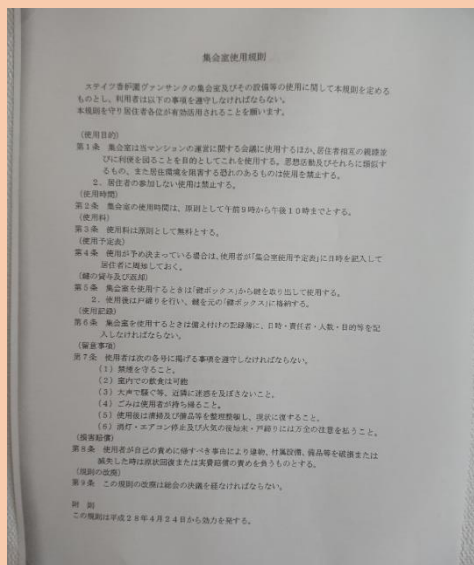 集会室使用規則
ステイツ香枦園ヴァンサンクの集会室及びその設備等の使用に関して本規則を定める
ものとし、利用者は以下の事項を遵守しなければならない。
本規則を守り居住者各位が有効活用されることを願います。
(使用目的)
第1条 集会室は当マンションの運営に関する会議に使用するほか、居住者相互の親睦並
びに利便を図ることを目的としてこれを使用する。思想活動及びそれらに類似す
るもの、また居住環境を阻害する恐れのあるものは使用を禁止する。
2.居住者の参加しない使用は禁止する。
(使用時間)
第2条 集会室の使用時間は、原則として午前9時から午後10時までとする。
(使用料)
第3条 使用料は原則として無料とする。
(使用予定表)
第4条 使用が予め決まっている場合は、使用者が「集会室使用予定表」に日時を記入して
居住者に周知しておく。
(鍵の貸与及び返却)
第5条 集会室を使用するときは「鍵ボックス」から鍵を取り出して使用する。
2.使用後は戸締りを行い、鍵を元の「鍵ボックス」に格納する。
(使用記録)
第6条 集会室を使用するときは備え付けの記録簿に、日時・責任者・人数・目的等を記
入しなければならない。
(留意事項)
第7条 使用者は次の各号に掲げる事項を遵守しなければならない。
(1)禁煙を守ること。
(2)室内での飲食は可能
(3)大声で騒ぐ等、近隣に迷惑を及ぼさないこと。
(4)ごみは使用者が持ち帰ること。
(5)使用後は清掃及び備品等を整理整頓し、現状に復すること。
(6)消灯・エアコン停止及び火気の後始末・戸締りには万全の注意を払うこと。
(損害賠償)
第8条 使用者が自己の責めに帰すべき事由により建物、付属設備、備品等を破損または
滅失した時は原状回復または実費賠償の責めを負うものとする。
(規則の改廃)
第9条 この規則の改廃は総会の決議を経なければならない。
附 則
この規則は平成28年4月24日から効力を発する。